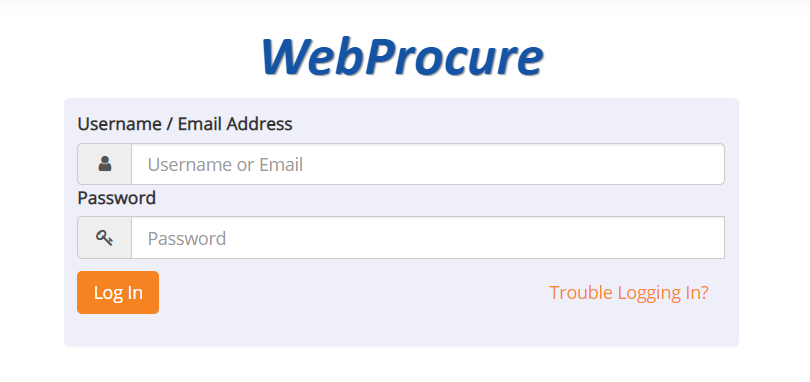 WebProcure
Username / Email Address
Username or Email
Password
Password
Log In
Trouble Logging In?